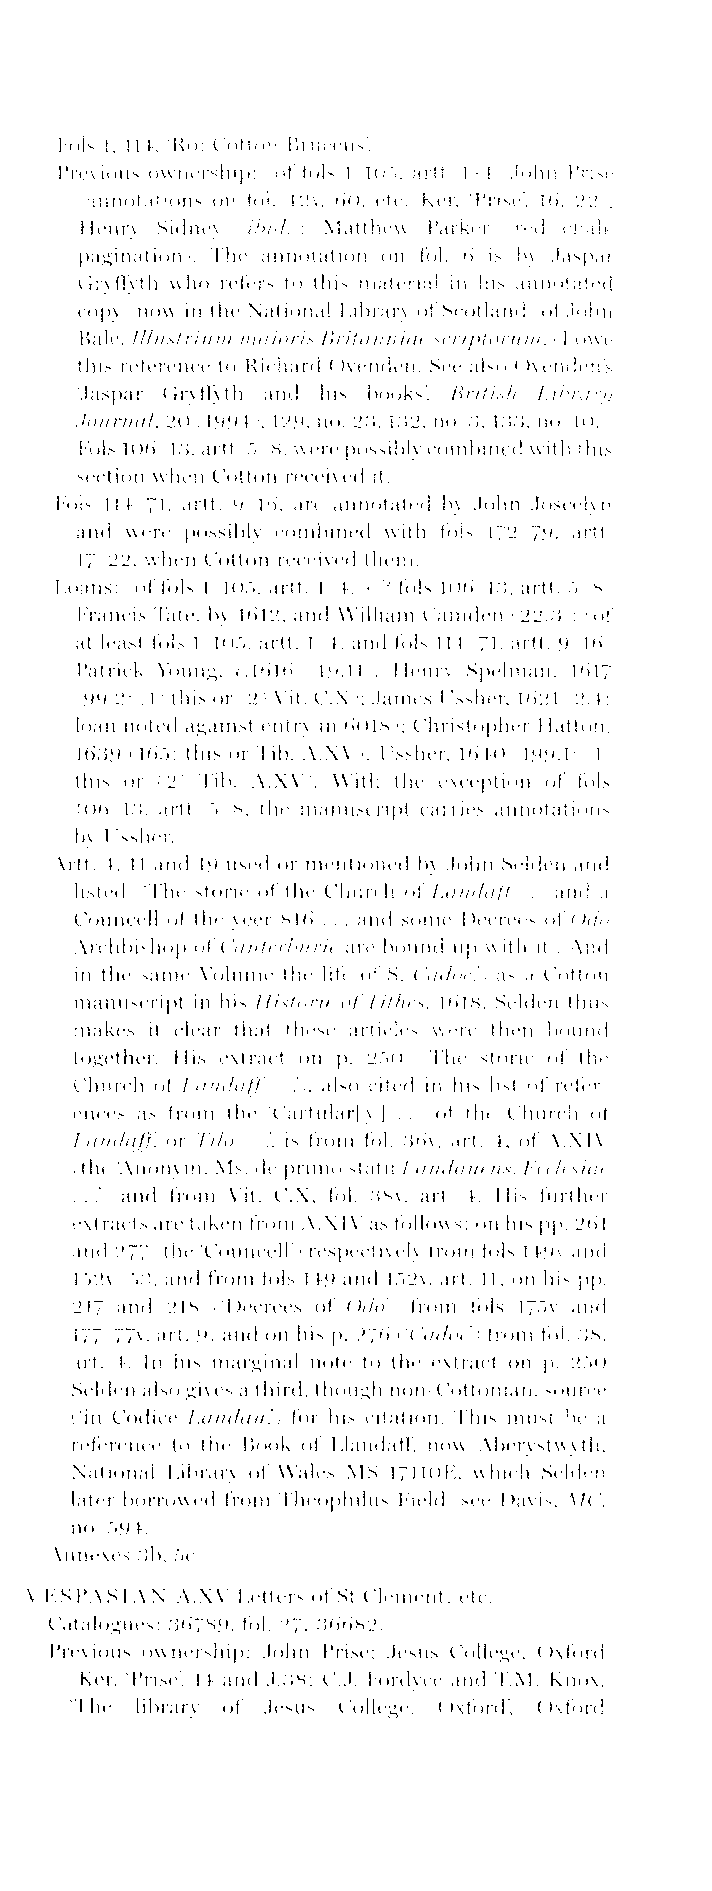 Fols 1, 114, 'Ro: Cotton Bruceus'.
Previous ownership: of fols 1–105, artt. 1–4, John Prise
annotations on fol. 42v, 60, etc. Ker, 'Prise', 16, 22
Henry Sidney ibid.; Matthew Parker red chalk
pagination. The annotation on fol. 6 is by Jaspar
Gryffyth who refers to this material in his annotated
copy now in the National Library of Scotland of John
Bale, Illustrium maioris Britanniae scriptorum. I owe
this reference to Richard Ovenden. See also Ovenden's
'Jaspar Gryffyth and his books', British Library
Journal, 20 (1994), 129, no. 23, 132, no. 3, 133, no. 10.
Fols 106–13, artt. 5–8, were possibly combined with this
section when Cotton received it.
Fols 114–71, artt. 9–16, are annotated by John Joscelyn
and were possibly combined with fols 172–79, artt.
17–22, when Cotton received them.
Loans: of fols 1–105, artt. 1–4, ? fols 106–13, artt. 5–8
Francis Tate, by 1612, and William Camden (22.3); of
at least fols 1–105, artt. 1–4, and fols 114–71, artt. 9–16
Patrick Young, c.1616 19.11; Henry Spelman, 1617
99.2 this or (2) Vit. C.X; James Ussher, 1621 2.4;
loan noted against entry in 6018; Christopher Hatton,
1639 (165: this or Tib. A.XV); Ussher, 1640 199.1
this or (2) Tib. A.XV. With the exception of fols
106–13, artt. 5–8, the manuscript carries annotations
by Ussher.
Artt. 4, 11 and 19 used or mentioned by John Selden and
listed 'The storie of the Church of Landaff ... and a
Councell of the yeer 816 ... and some Decrees of Odo
Archbishop of Canterburie are bound up with it. And
in the same Volume the life of S. Cadoc') as a Cotton
manuscript in his Historie of Tithes, 1618. Selden thus
makes it clear that these articles were then bound
together. His extract on p. 250 'The storie of the
Church of Landaff ...', also cited in his list of refer-
ences as from the 'Cartular[y] ... of the Church of
Landaff, or Tilo ...', is from fol. 36v, art. 4, of A.XIV
(the 'Anonym. Ms. de primo statu Landauens. Ecclesiae
...' and from Vit. C.X, fol. 38v, art. 4. His further
extracts are taken from A.XIV as follows: on his pp. 261
and 277 (the 'Councell') respectively from fols 149v and
152v–53, and from fols 149 and 152v, art. 11, on his pp.
217 and 218 ('Decrees of Odo') from fols 175v and
177–77v, art. 9, and on his p. 276 ('Cadoc') from fol. 38,
art. 4. In his marginal note to the extract on p. 250
Selden also gives a third, though non-Cottonian, source
('in Codice Landau.') for his citation. This must be a
reference to the Book of Llandaff, now Aberystwyth,
National Library of Wales MS 17110E, which Selden
later borrowed from Theophilus Field see Davis, MC,
no. 594.
Annexes 3b, 5c
VESPASIAN A.XV Letters of St Clement, etc.
Catalogues: 36789, fol. 27, 36682.
Previous ownership: John Prise; Jesus College, Oxford
Ker, 'Prise', 14 and J.38; C.J. Fordyce and T.M. Knox,
'The library of Jesus College, Oxford', Oxford